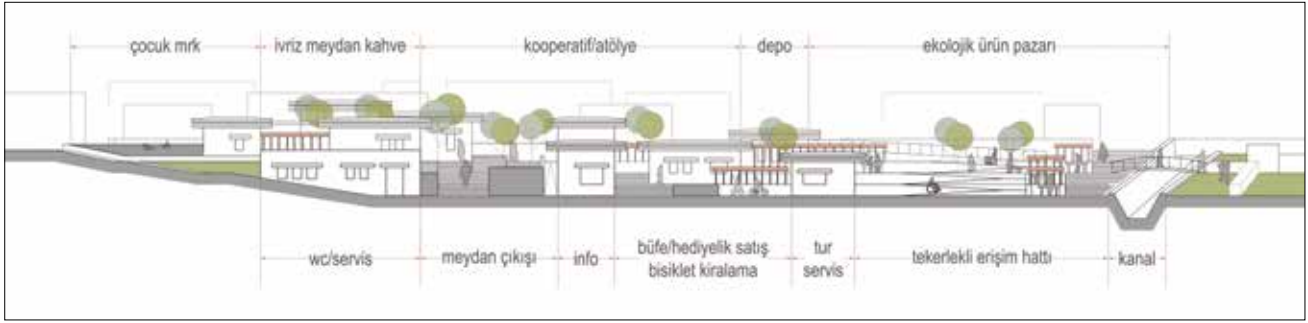 çocuk mrk
ivriz meydan kahve
kooperatif/atölye
depo
ekolojik ürün pazarı
wc/servis
meydan çıkışı
info
büfe/hediyelik satış
bisiklet kiralama
tur
servis
tekerlekli erişim hattı
kanal